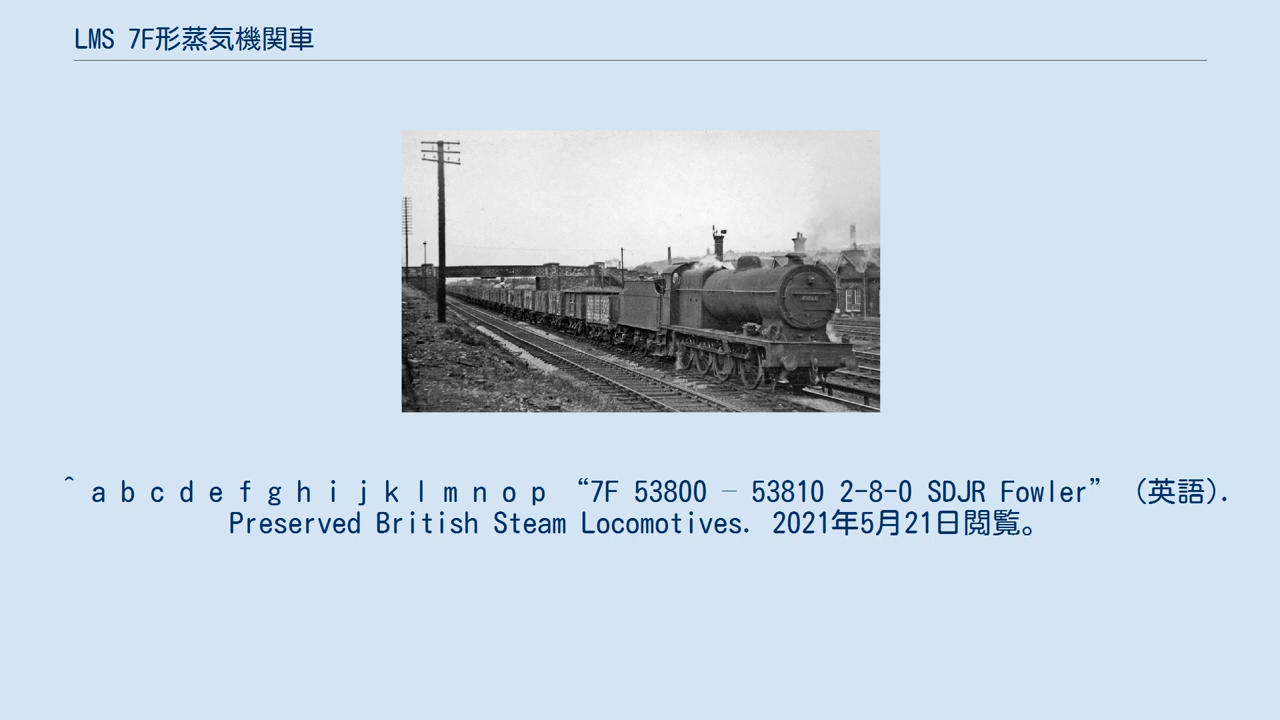 LMS 7F形蒸気機関車
^ a b c d e f g h i j k l m n o p “7F 53800 – 53810 2-8-0 SDJR Fowler” (英語).
Preserved British Steam Locomotives. 2021年5月21日閲覧。